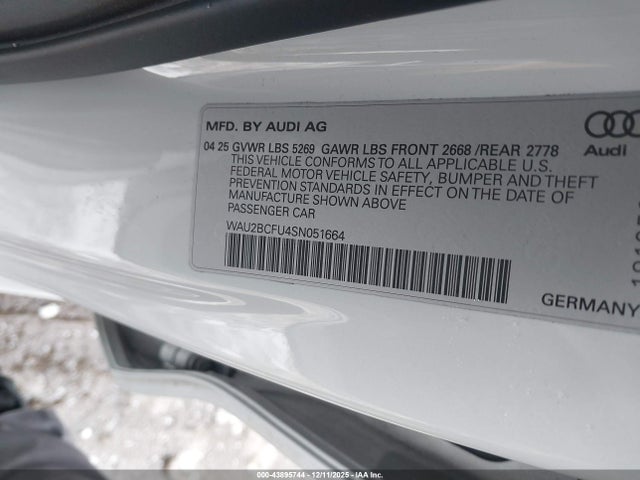 MFD. BY AUDI AG
04 25 GVWR LBS 5269 GAWR LBS FRONT 2668 /REAR 2778
THIS VEHICLE CONFORMS TO ALL APPLICABLE U.S.
FEDERAL MOTOR VEHICLE SAFETY, BUMPER AND THEFT
PREVENTION STANDARDS IN EFFECT ON THE DATE OF
MANUFACTURE SHOWN ABOVE
PASSENGER CAR
WAU2BCFU4SN051664
Audi
GERMANY
000-43895744 - 12/11/2025 - IAA Inc.